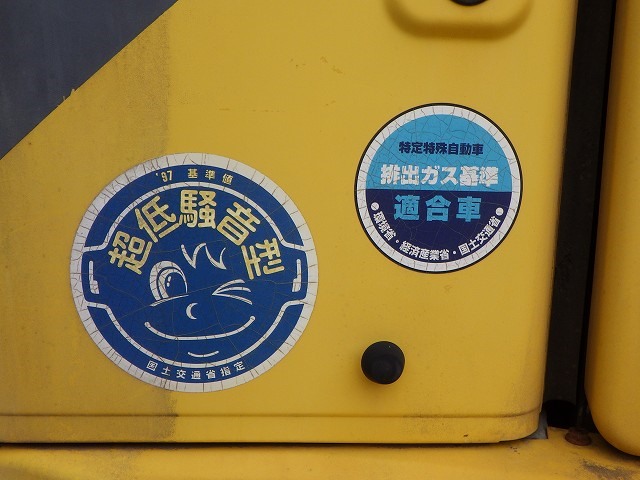 '97 基準値
超低騒音型
国土交通省指定
特定特殊自動車
排出ガス基準
適合車
環境省・経済産業省・国土交通省